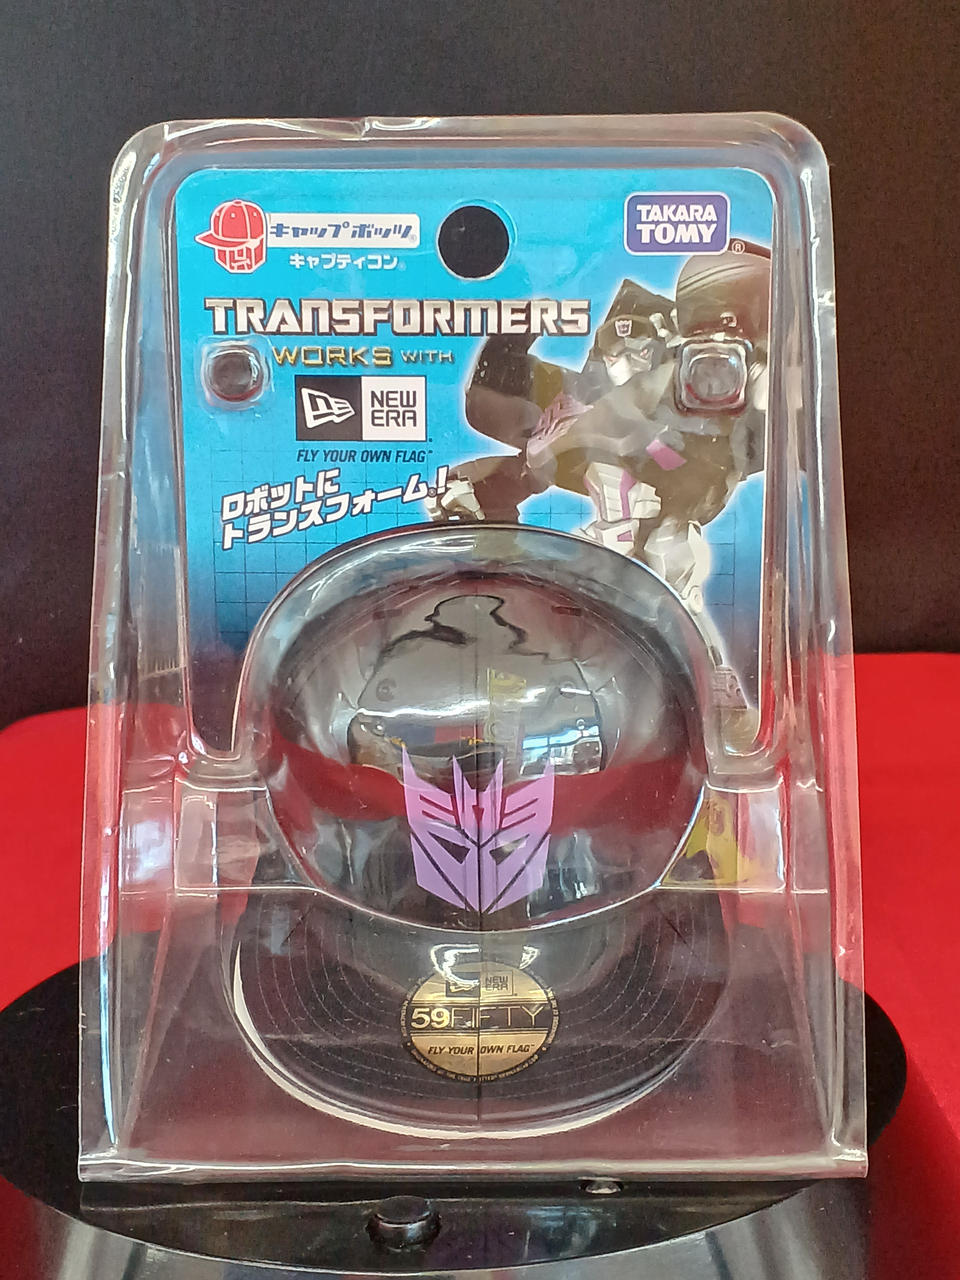 キャップボッツ®
キャプティコン®
TAKARA
TOMY®
TRANSFORMERS
WORKS WITH
NEW
ERA
FLY YOUR OWN FLAG™
ロボットに
トランスフォーム®!
NEW
ERA
59FIFTY
FLY YOUR OWN FLAG™